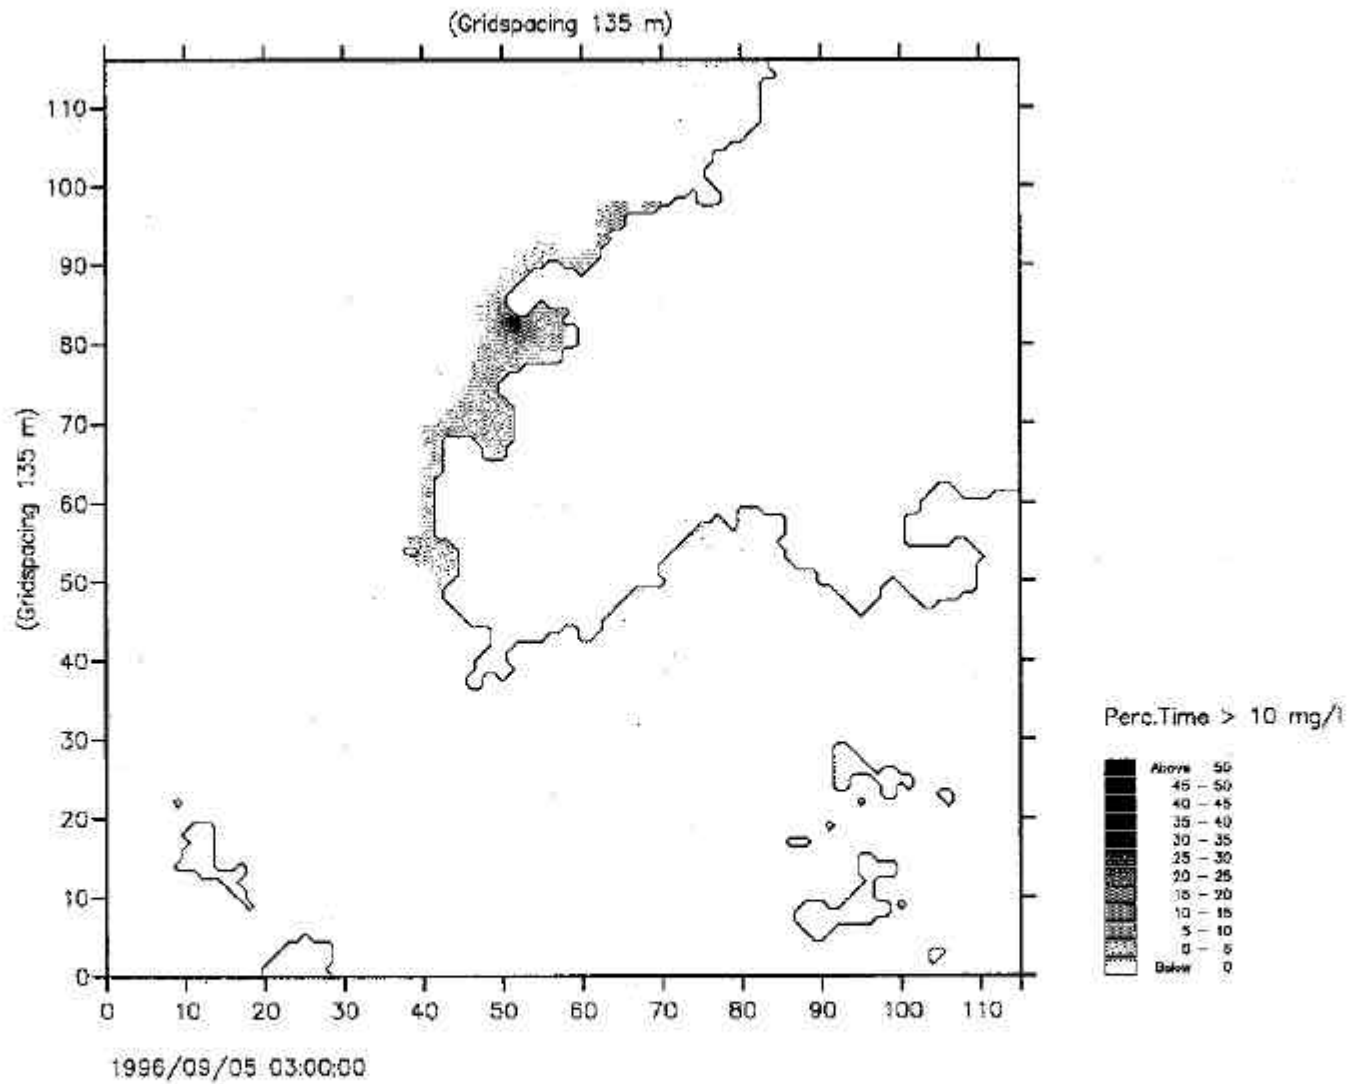 (Gridspacing 135 m)
110
100
90
80
70
60
50
40
30
20
10
0
(Gridspacing 135 m)
0 10 20 30 40 50 60 70 80 90 100 110
1996/09/05 03:00:00
Perc.Time > 10 mg/l
Above 50
45 - 50
40 - 45
35 - 40
30 - 35
25 - 30
20 - 25
15 - 20
10 - 15
5 - 10
0 - 5
Below 0